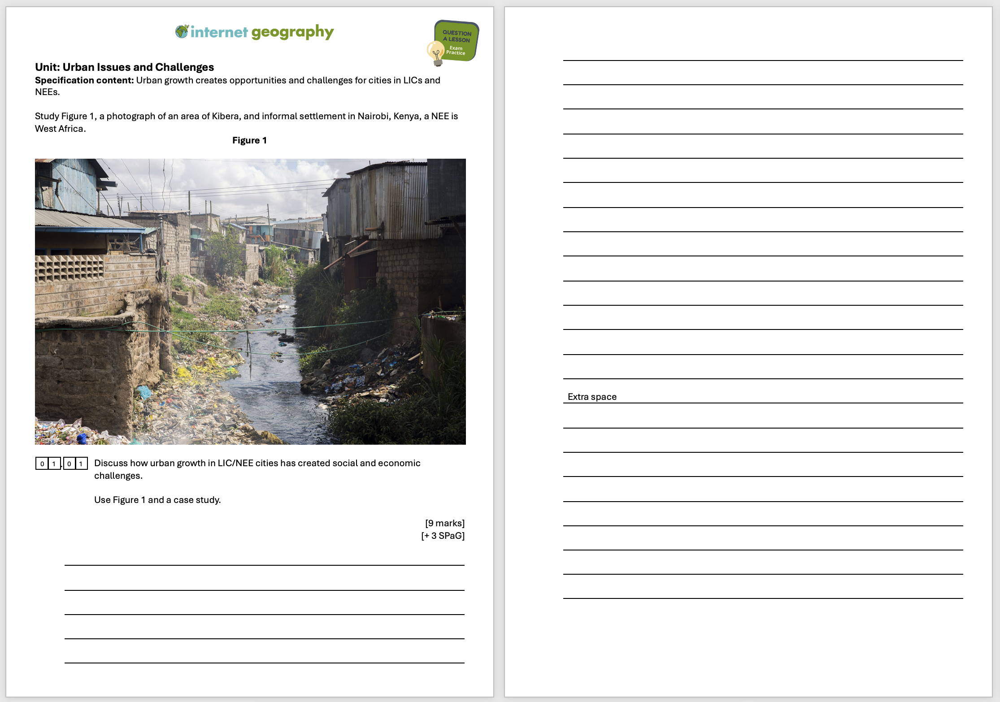 internet geography
QUESTION
A LESSON
Exam
Practice
Unit: Urban Issues and Challenges
Specification content: Urban growth creates opportunities and challenges for cities in LICs and
NEEs.
Study Figure 1, a photograph of an area of Kibera, and informal settlement in Nairobi, Kenya, a NEE is
West Africa.
Figure 1
0 1 . 0 1 Discuss how urban growth in LIC/NEE cities has created social and economic
challenges.
Use Figure 1 and a case study.
[9 marks]
[+ 3 SPaG]
Extra space